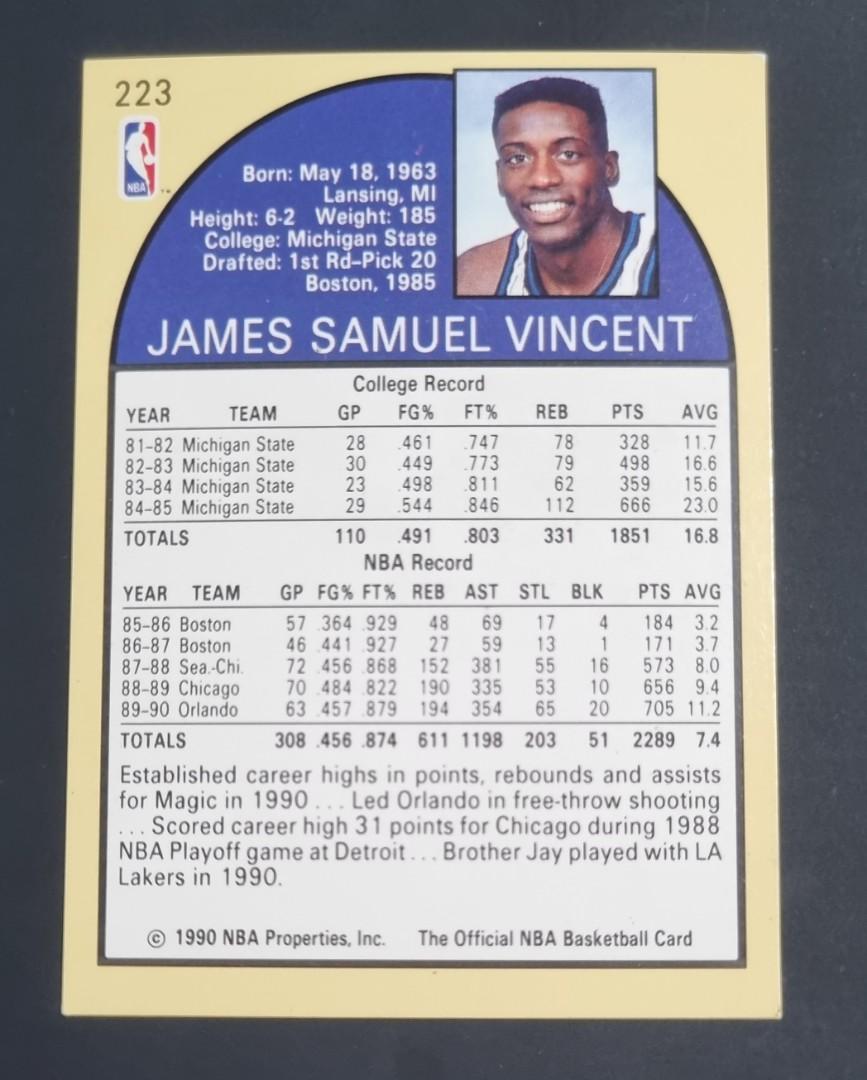 223
NBA
TM
Born: May 18, 1963
Lansing, MI
Height: 6-2 Weight: 185
College: Michigan State
Drafted: 1st Rd-Pick 20
Boston, 1985
JAMES SAMUEL VINCENT
College Record
YEAR TEAM GP FG% FT% REB PTS AVG
81-82 Michigan State 28 .461 .747 78 328 11.7
82-83 Michigan State 30 .449 .773 79 498 16.6
83-84 Michigan State 23 .498 .811 62 359 15.6
84-85 Michigan State 29 .544 .846 112 666 23.0
TOTALS 110 .491 .803 331 1851 16.8
NBA Record
YEAR TEAM GP FG% FT% REB AST STL BLK PTS AVG
85-86 Boston 57 .364 .929 48 69 17 4 184 3.2
86-87 Boston 46 .441 .927 27 59 13 1 171 3.7
87-88 Sea.-Chi. 72 .456 .868 152 381 55 16 573 8.0
88-89 Chicago 70 .484 .822 190 335 53 10 656 9.4
89-90 Orlando 63 .457 .879 194 354 65 20 705 11.2
TOTALS 308 .456 .874 611 1198 203 51 2289 7.4
Established career highs in points, rebounds and assists
for Magic in 1990 . . . Led Orlando in free-throw shooting
. . . Scored career high 31 points for Chicago during 1988
NBA Playoff game at Detroit . . . Brother Jay played with LA
Lakers in 1990.
© 1990 NBA Properties, Inc. The Official NBA Basketball Card